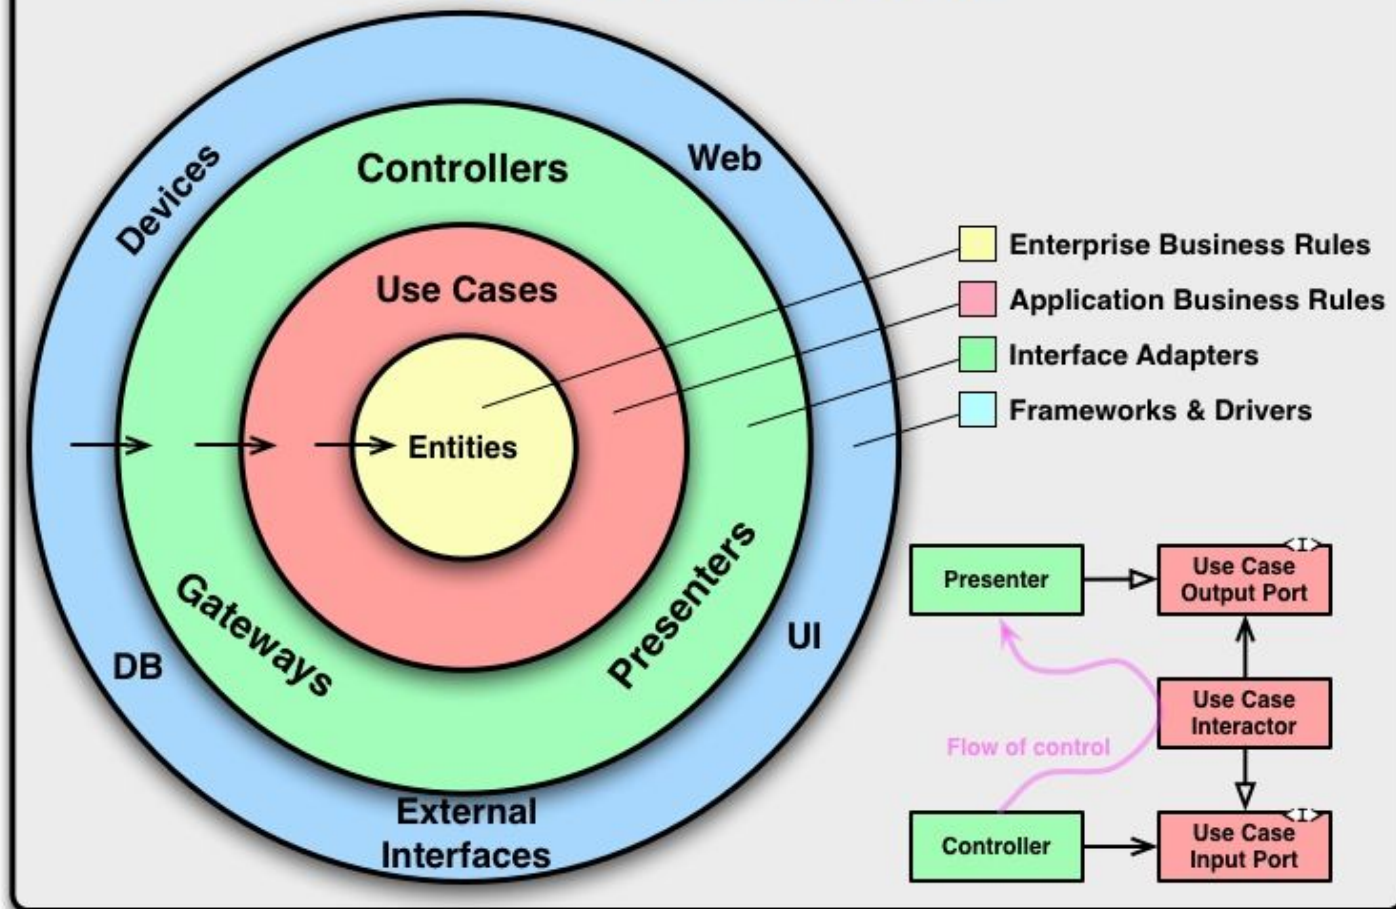 Devices
Web
Controllers
Use Cases
Entities
Gateways
Presenters
DB
UI
External
Interfaces
Enterprise Business Rules
Application Business Rules
Interface Adapters
Frameworks & Drivers
Presenter
<I>
Use Case
Output Port
Use Case
Interactor
Flow of control
Controller
<I>
Use Case
Input Port